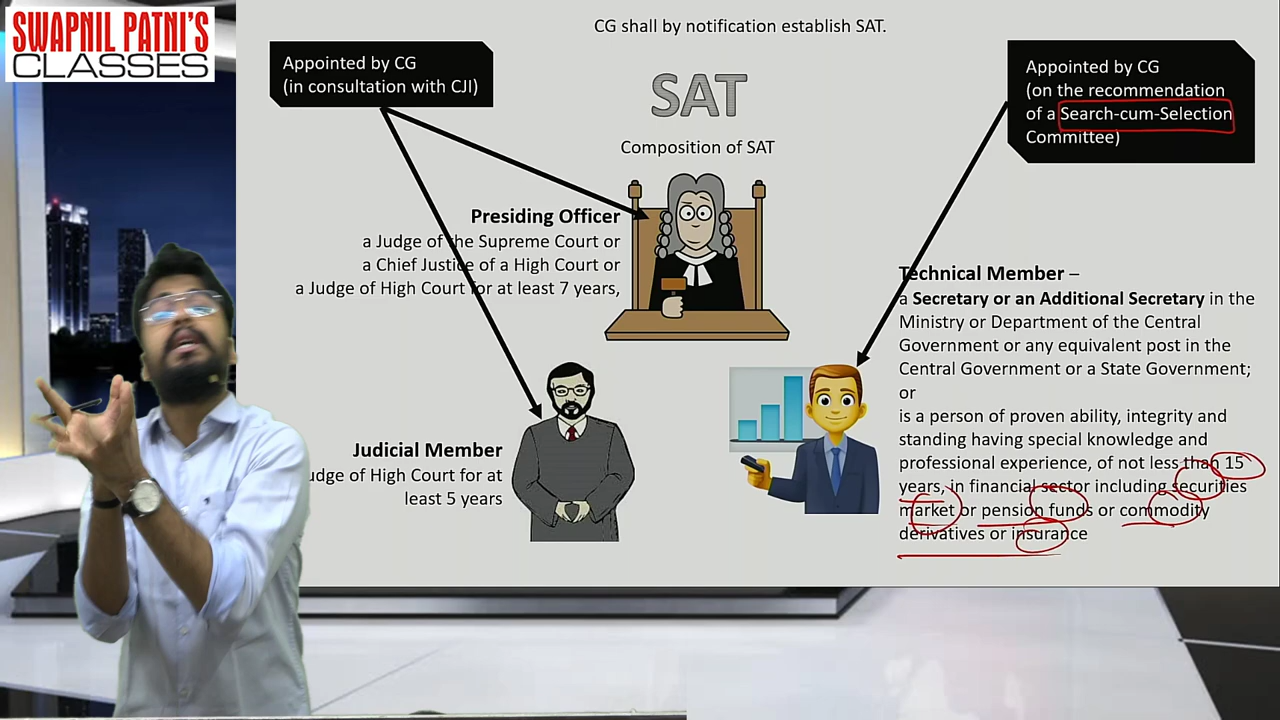 SWAPNIL PATNI'S
CLASSES
CG shall by notification establish SAT.
Appointed by CG
(in consultation with CJI)
SAT
Composition of SAT
Appointed by CG
(on the recommendation
of a Search-cum-Selection
Committee)
Presiding Officer
a Judge of the Supreme Court or
a Chief Justice of a High Court or
a Judge of High Court for at least 7 years,
Judicial Member
udge of High Court for at
least 5 years
Technical Member –
a Secretary or an Additional Secretary in the
Ministry or Department of the Central
Government or any equivalent post in the
Central Government or a State Government;
or
is a person of proven ability, integrity and
standing having special knowledge and
professional experience, of not less than 15
years, in financial sector including securities
market or pension funds or commodity
derivatives or insurance